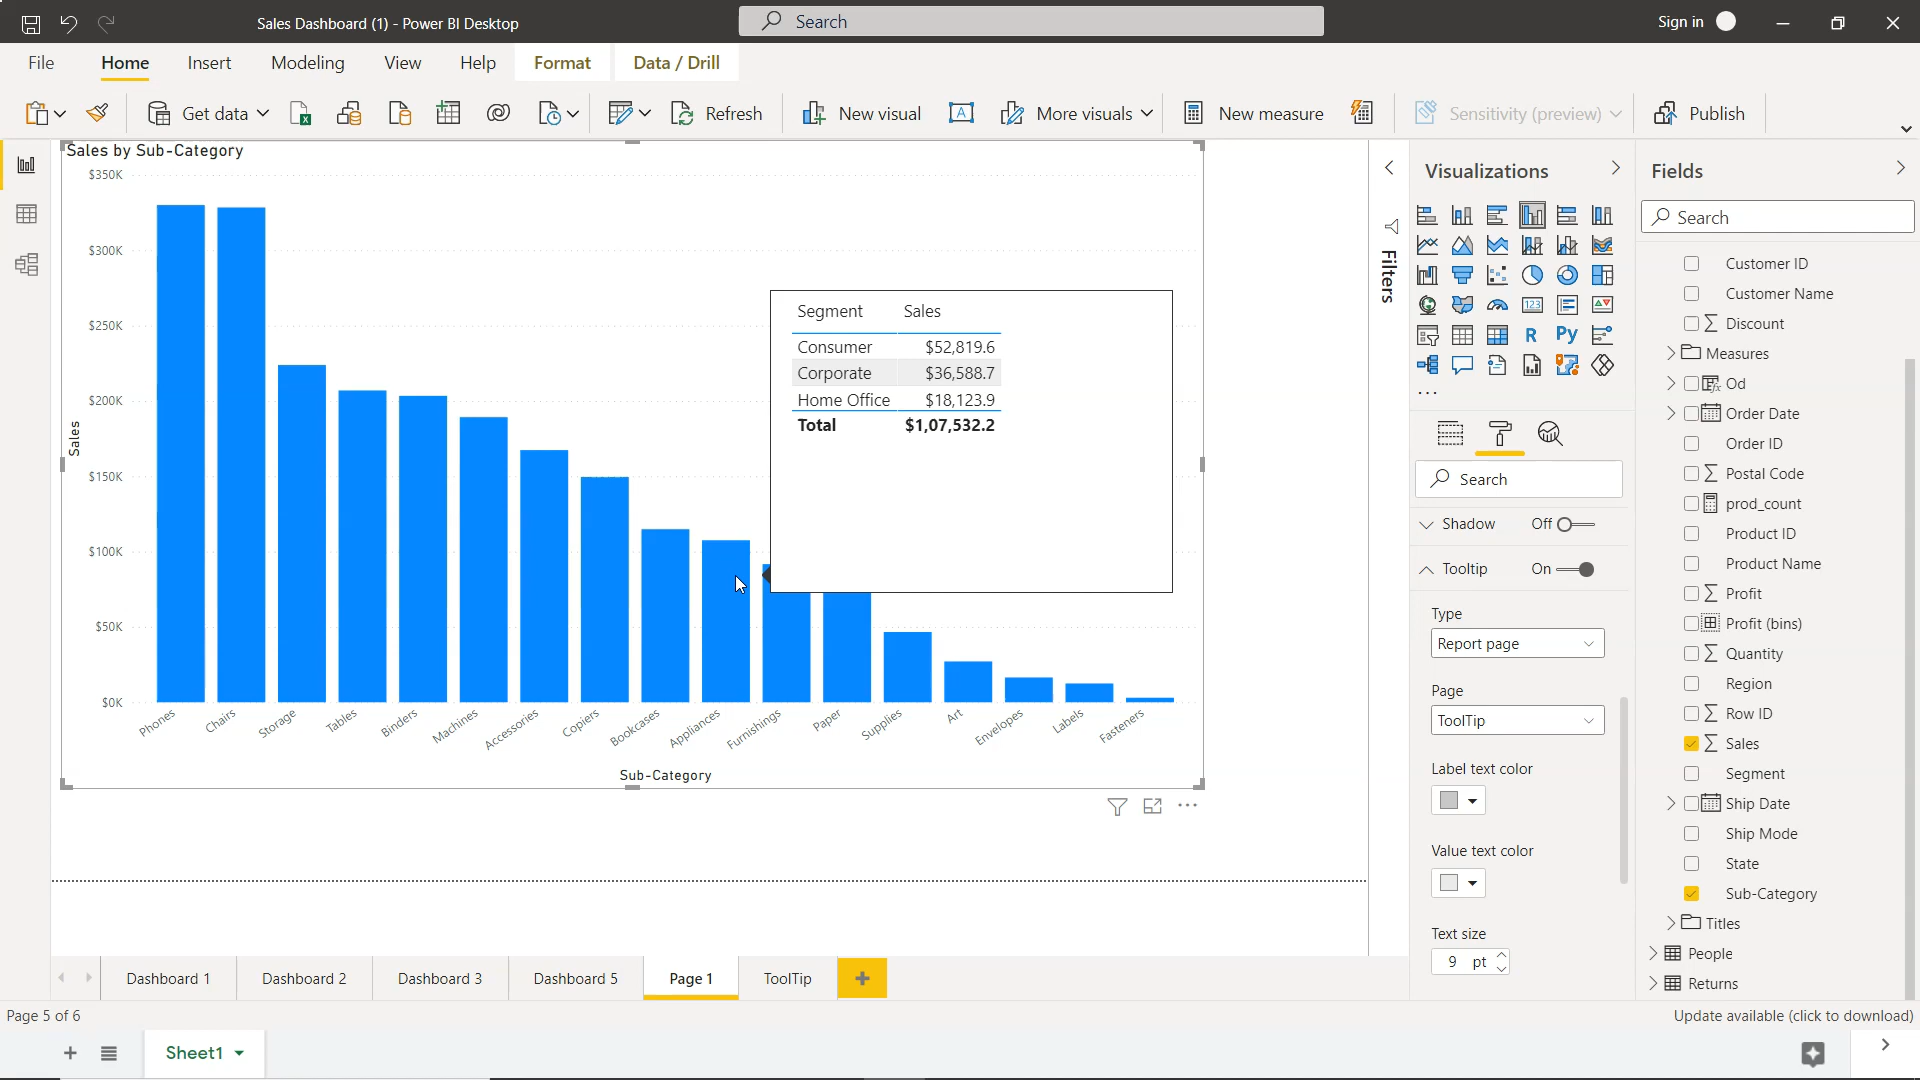 Sales Dashboard (1) - Power BI Desktop
Search
Sign in
File Home Insert Modeling View Help Format Data / Drill
Get data Refresh New visual A More visuals New measure Sensitivity (preview) Publish
Sales by Sub-Category
$350K
$300K
$250K
$200K
$150K
$100K
$50K
$0K
Sales
Phones Chairs Storage Tables Binders Machines Accessories Copiers Bookcases Appliances Furnishings Paper Supplies Art Envelopes Labels Fasteners
Sub-Category
Segment Sales
Consumer $52,819.6
Corporate $36,588.7
Home Office $18,123.9
Total $1,07,532.2
Filters
Visualizations
123
R Py
...
Search
Shadow Off
Tooltip On
Type
Report page
Page
ToolTip
Label text color
Value text color
Text size
9 pt
Fields
Search
Customer ID
Customer Name
Σ Discount
Measures
Od
Order Date
Order ID
Σ Postal Code
prod_count
Product ID
Product Name
Σ Profit
Profit (bins)
Σ Quantity
Region
Σ Row ID
Σ Sales
Segment
Ship Date
Ship Mode
State
Sub-Category
Titles
People
Returns
Dashboard 1 Dashboard 2 Dashboard 3 Dashboard 5 Page 1 ToolTip +
Page 5 of 6
Update available (click to download)
+ Sheet1